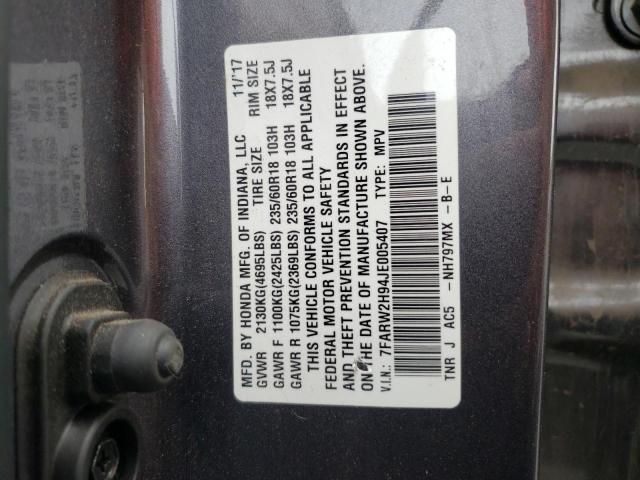 MFD. BY HONDA MFG. OF INDIANA, LLC 11/'17
GVWR 2130KG(4695LBS) TIRE SIZE RIM SIZE
GAWR F 1100KG(2425LBS) 235/60R18 103H 18X7.5J
GAWR R 1075KG(2369LBS) 235/60R18 103H 18X7.5J
THIS VEHICLE CONFORMS TO ALL APPLICABLE
FEDERAL MOTOR VEHICLE SAFETY
AND THEFT PREVENTION STANDARDS IN EFFECT
ON THE DATE OF MANUFACTURE SHOWN ABOVE.
V.I.N.: 7FARW2H94JE005407 TYPE: MPV
TNR J AC5 -NH797MX -B-E